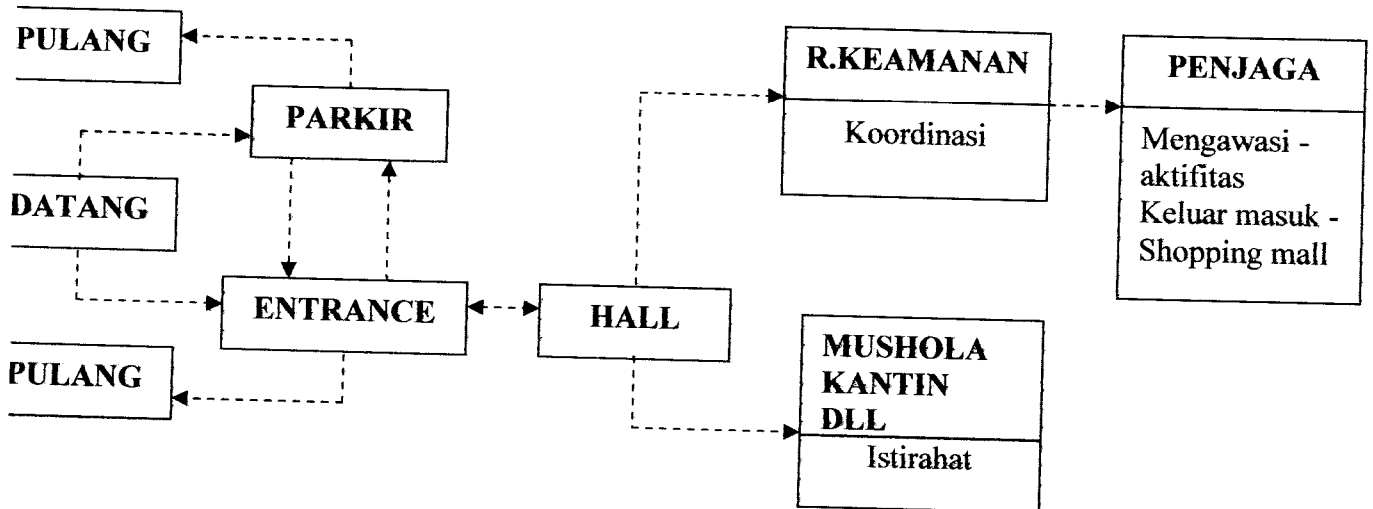 PULANG
PARKIR
DATANG
ENTRANCE
PULANG
HALL
R.KEAMANAN
Koordinasi
PENJAGA
Mengawasi -
aktifitas
Keluar masuk -
Shopping mall
MUSHOLA
KANTIN
DLL
Istirahat